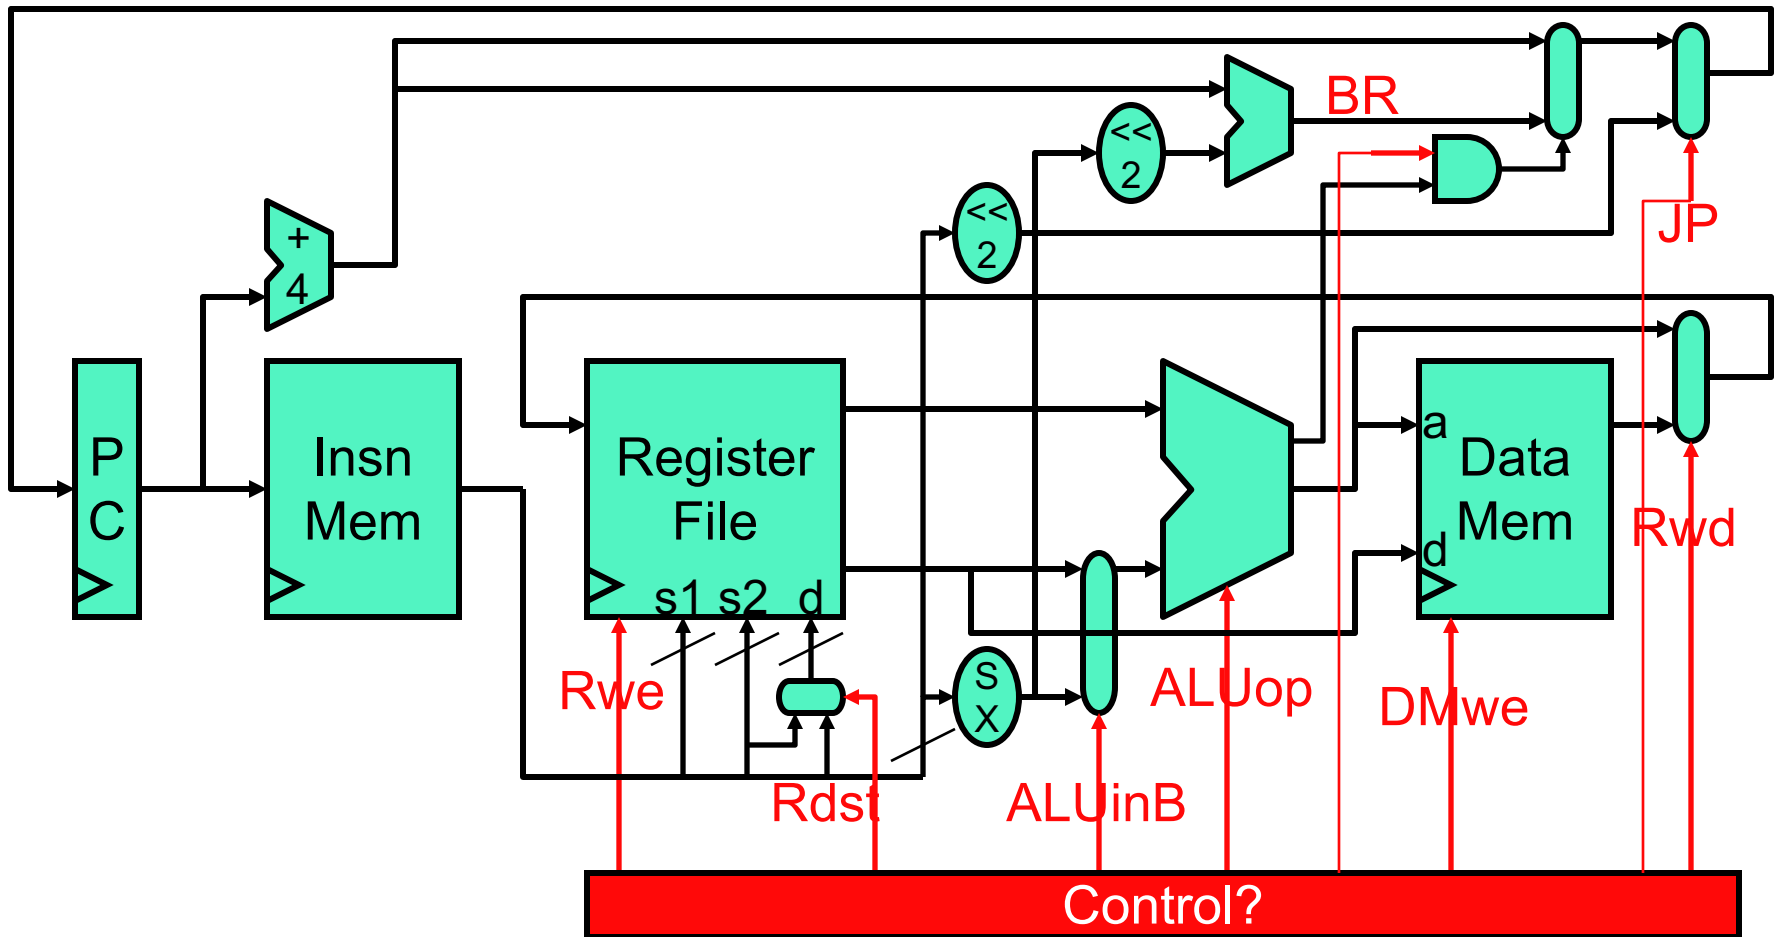 BR
<<
2
<<
2
JP
+
4
P
C
Insn
Mem
Register
File
s1 s2 d
a
Data
Mem
d
Rwd
S
X
Rwe
ALUop
DMwe
Rdst
ALUinB
Control?